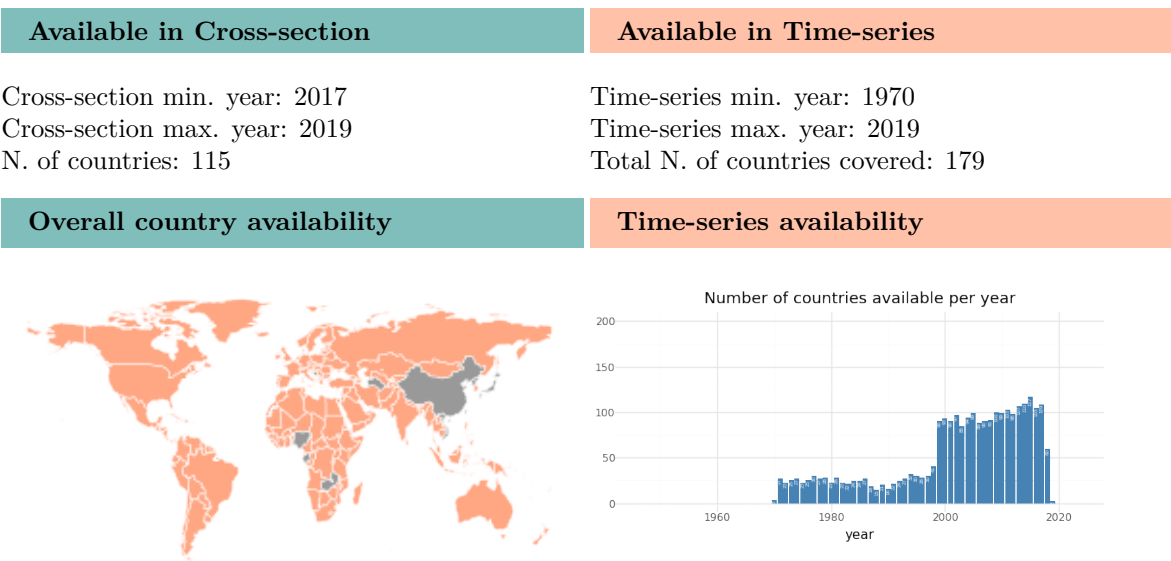 Available in Cross-section
Available in Time-series
Cross-section min. year: 2017
Cross-section max. year: 2019
N. of countries: 115
Time-series min. year: 1970
Time-series max. year: 2019
Total N. of countries covered: 179
Overall country availability
Time-series availability
Number of countries available per year
200
150
100
50
0
1960
1980
2000
2020
year